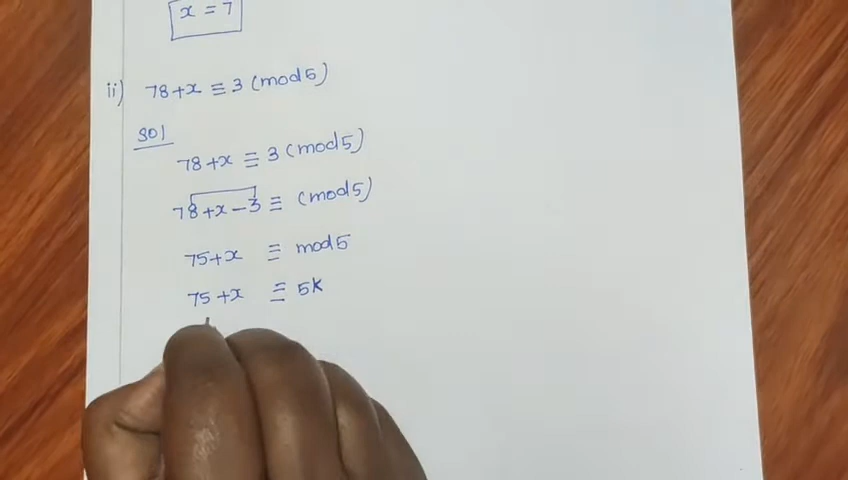 x = 7
ii) 78+x ≡ 3 (mod5)
Sol
78+x ≡ 3 (mod5)
78+x-3 ≡ (mod5)
75+x ≡ mod5
75+x ≡ 5k